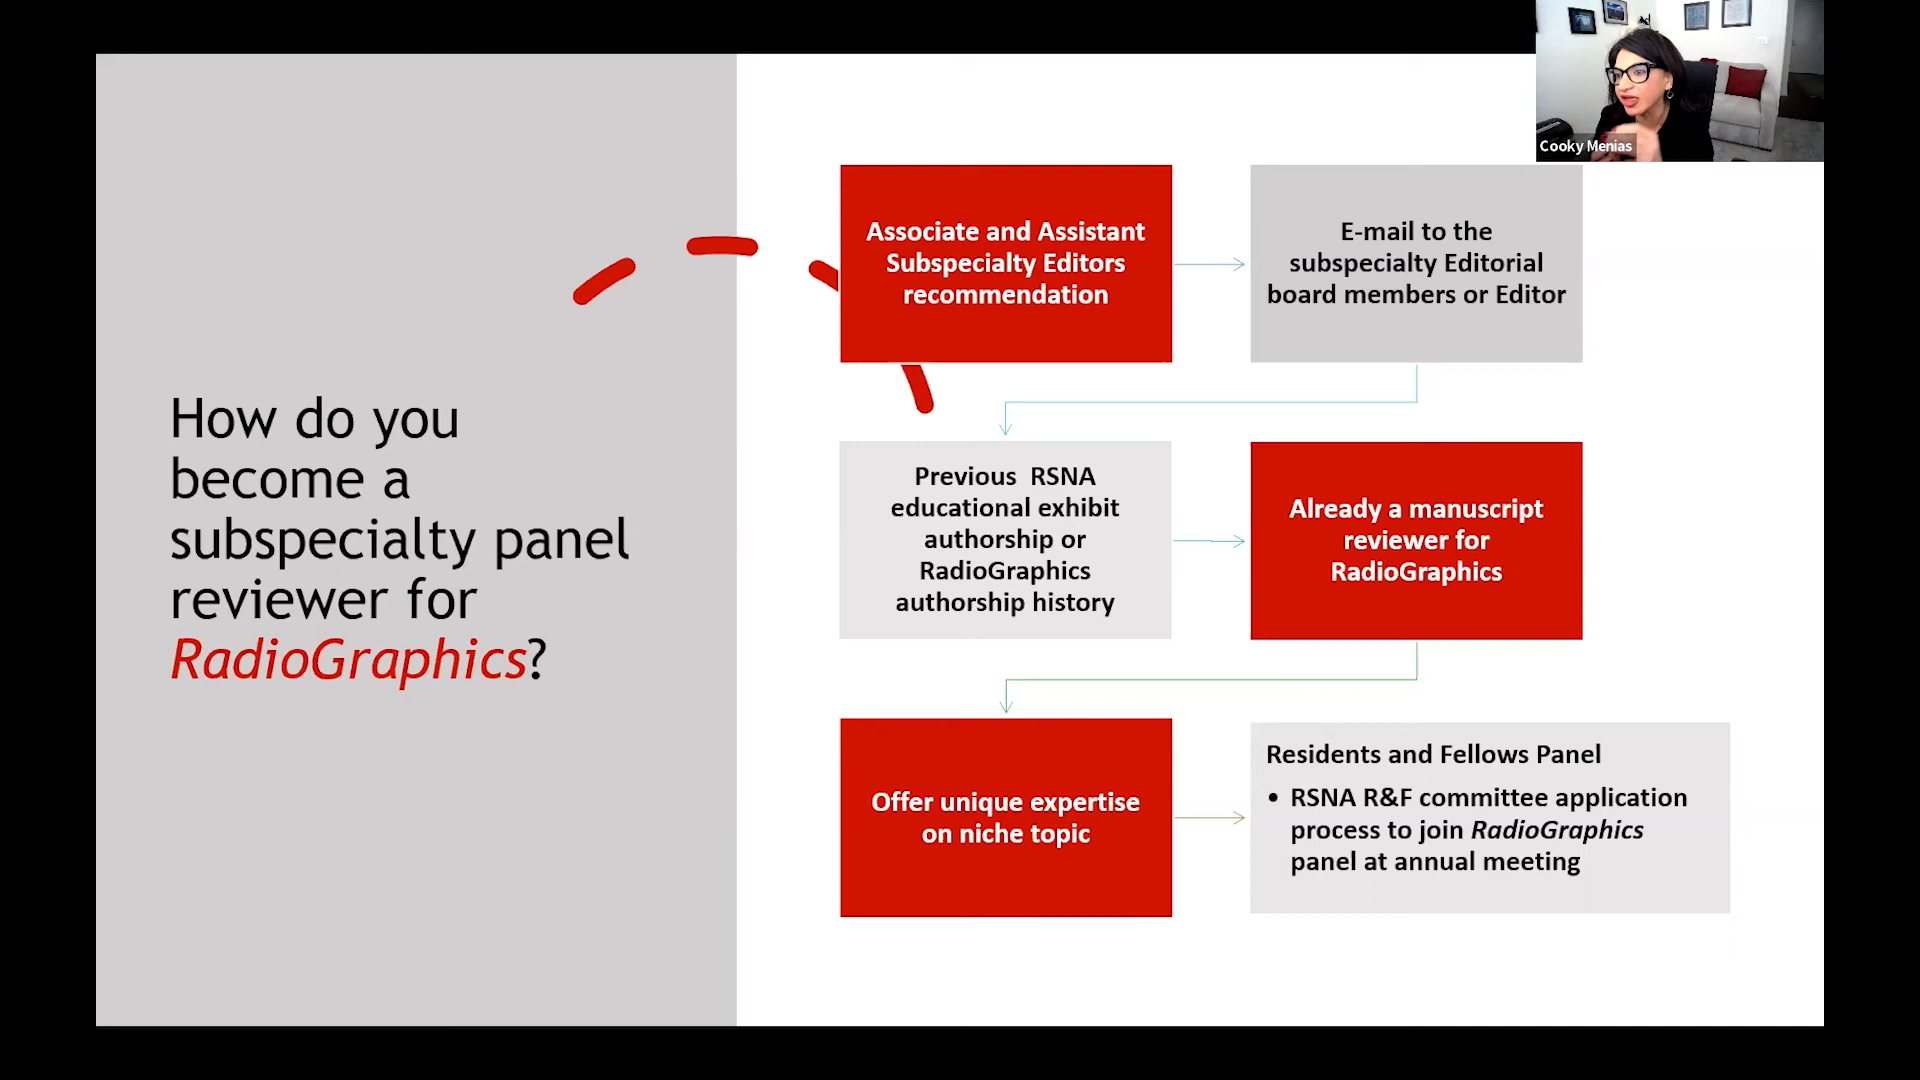 How do you
become a
subspecialty panel
reviewer for
RadioGraphics?
Associate and Assistant
Subspecialty Editors
recommendation
E-mail to the
subspecialty Editorial
board members or Editor
Previous RSNA
educational exhibit
authorship or
RadioGraphics
authorship history
Already a manuscript
reviewer for
RadioGraphics
Offer unique expertise
on niche topic
Residents and Fellows Panel
• RSNA R&F committee application
process to join RadioGraphics
panel at annual meeting
Cooky Menias